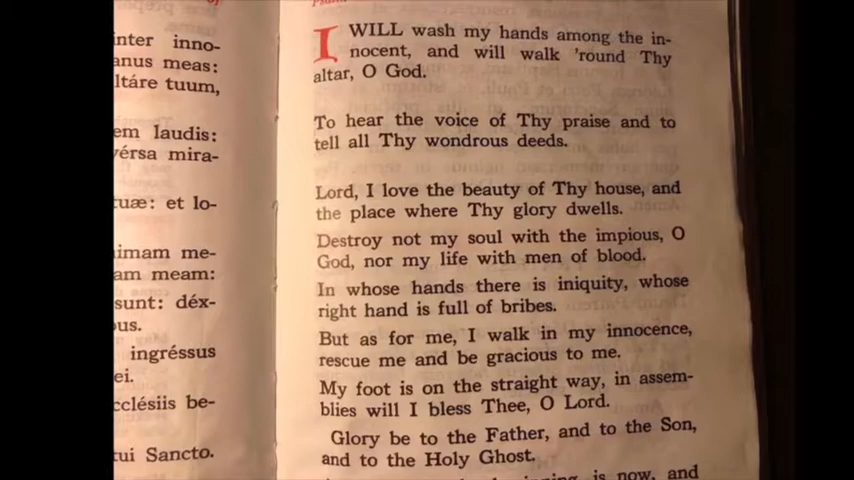 inter inno-
anus meas:
ltáre tuum,
em laudis:
vérsa mira-
tuæ: et lo-
nimam me-
am meam:
sunt: déx-
ous.
ingréssus
ei.
cclésiis be-
tui Sancto.
I WILL wash my hands among the in-
nocent, and will walk 'round Thy
altar, O God.
To hear the voice of Thy praise and to
tell all Thy wondrous deeds.
Lord, I love the beauty of Thy house, and
the place where Thy glory dwells.
Destroy not my soul with the impious, O
God, nor my life with men of blood.
In whose hands there is iniquity, whose
right hand is full of bribes.
But as for me, I walk in my innocence,
rescue me and be gracious to me.
My foot is on the straight way, in assem-
blies will I bless Thee, O Lord.
Glory be to the Father, and to the Son,
and to the Holy Ghost.
is now, and